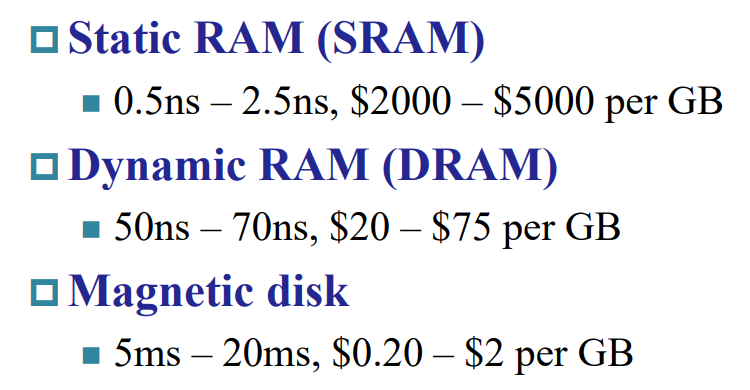 Static RAM (SRAM)
0.5ns – 2.5ns, $2000 – $5000 per GB
Dynamic RAM (DRAM)
50ns – 70ns, $20 – $75 per GB
Magnetic disk
5ms – 20ms, $0.20 – $2 per GB